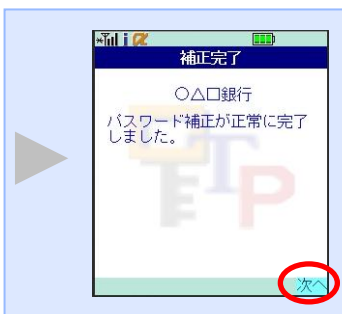 補正完了
○△□銀行
パスワード補正が正常に完了
しました。
次へ